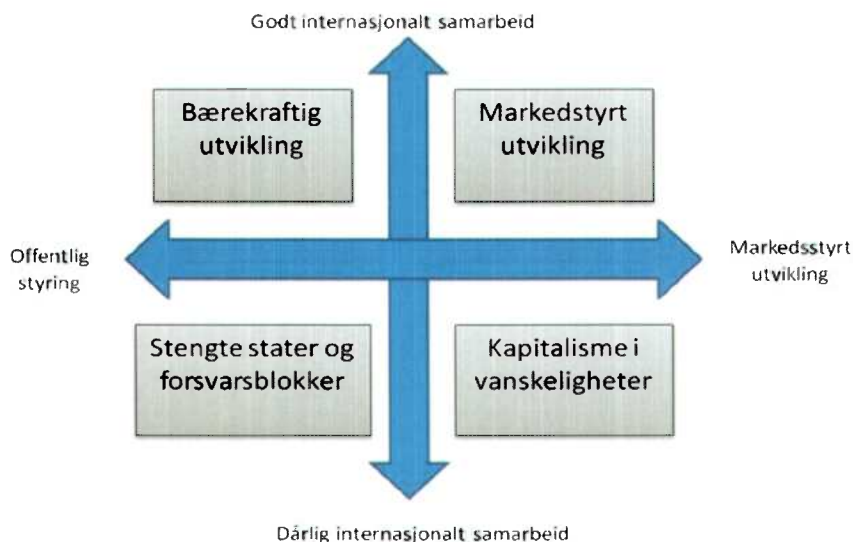 Godt internasjonalt samarbeid
Bærekraftig
utvikling
Markedstyrt
utvikling
Offentlig
styring
Markedsstyrt
utvikling
Stengte stater og
forsvarsblokker
Kapitalisme i
vanskeligheter
Dårlig internasjonalt samarbeid